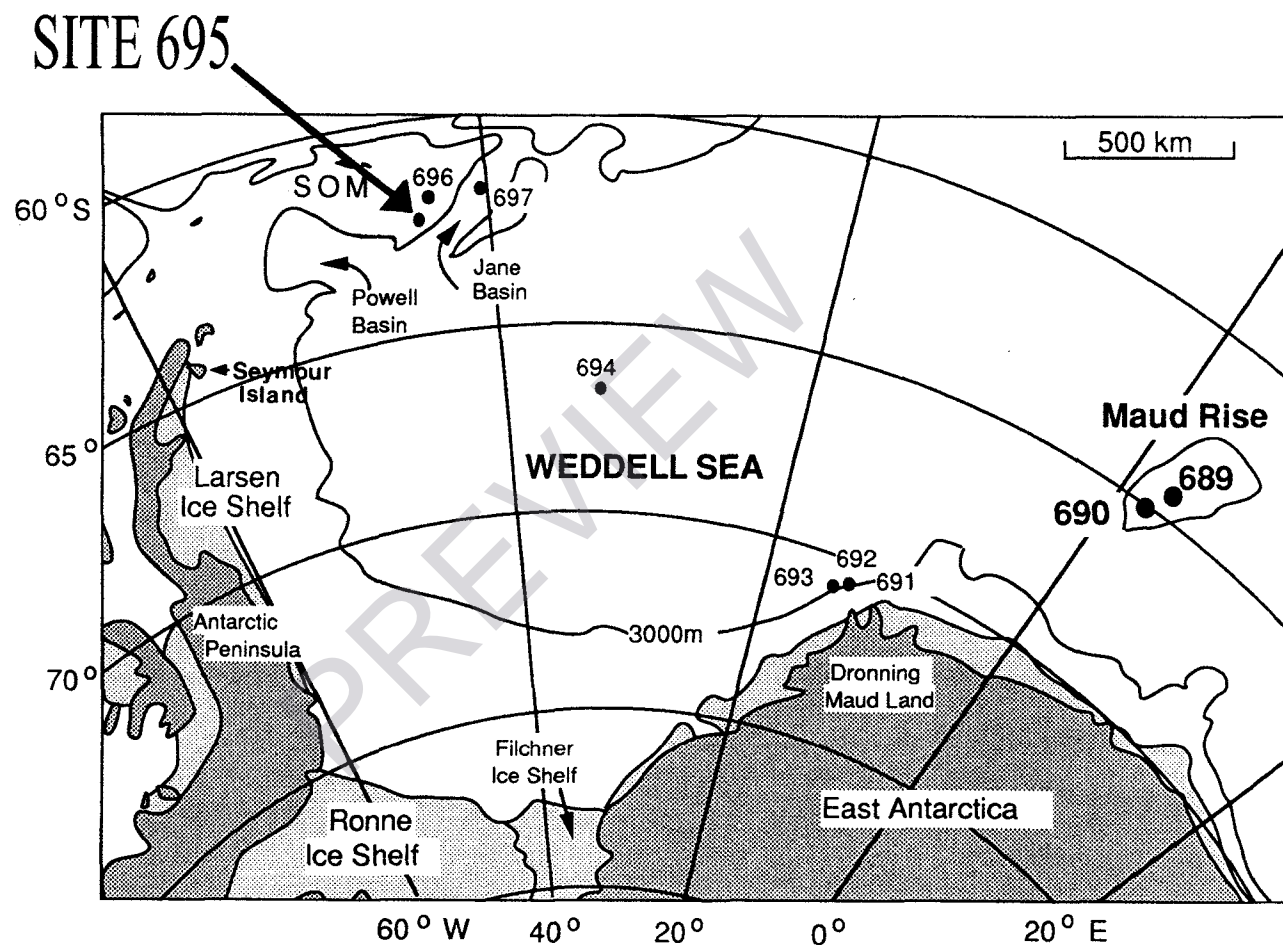 SITE 695
500 km
SOM
696
697
60 º S
Jane
Basin
Powell
Basin
Seymour
Island
694
Maud Rise
65 º
WEDDELL SEA
689
690
Larsen
Ice Shelf
692
693
691
Antarctic
Peninsula
3000m
70 º
Dronning
Maud Land
Filchner
Ice Shelf
East Antarctica
Ronne
Ice Shelf
60 º W
40 º
20 º
0 º
20 º E
PREVIEW